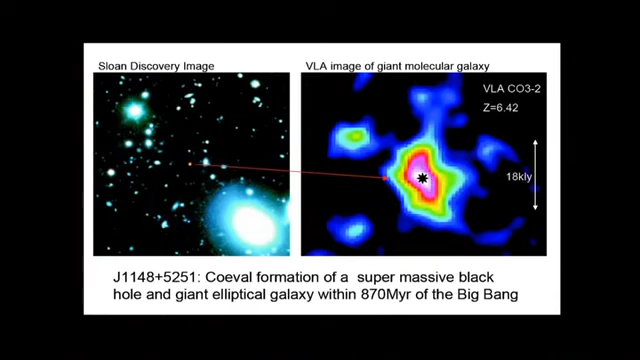 Sloan Discovery Image
VLA image of giant molecular galaxy
VLA CO3-2
Z=6.42
18kly
J1148+5251: Coeval formation of a super massive black
hole and giant elliptical galaxy within 870Myr of the Big Bang